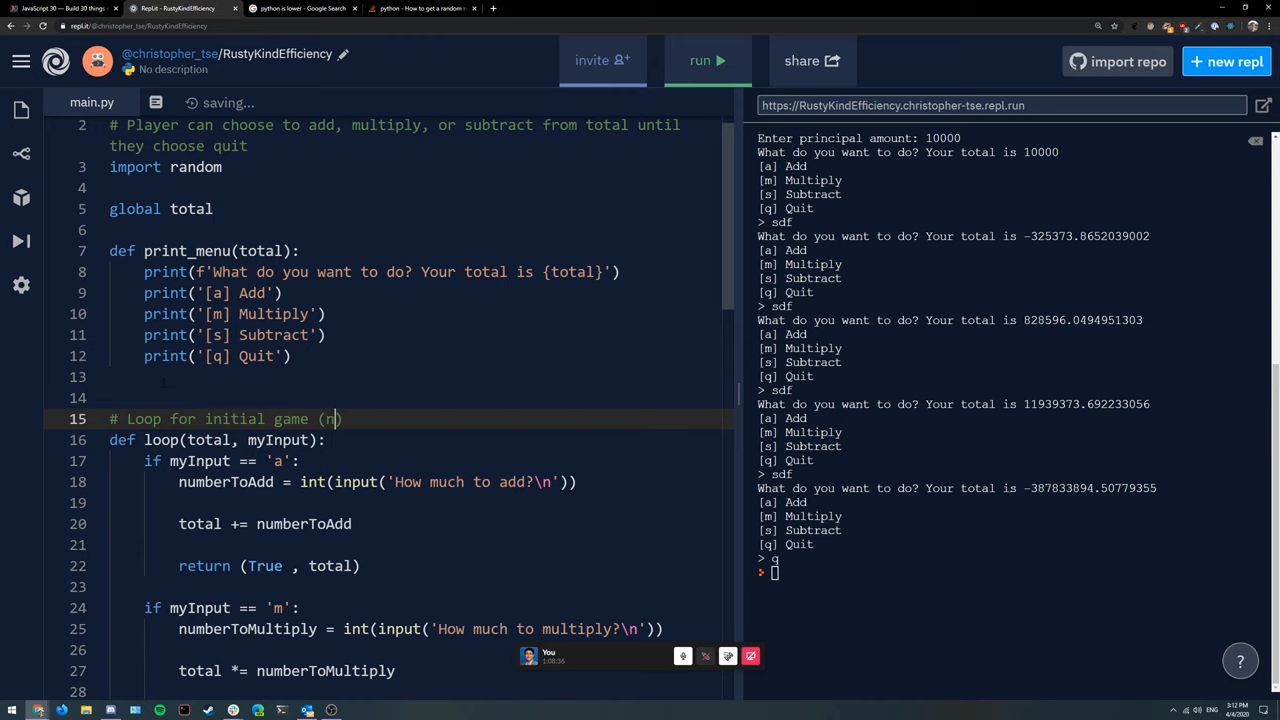 JavaScript 30 — Build 30 things
Repl.it - RustyKindEfficiency
python is lower - Google Search
python - How to get a random n
repl.it/@christopher_tse/RustyKindEfficiency
@christopher_tse/RustyKindEfficiency
No description
invite
run
share
import repo
+ new repl
main.py
saving...
https://RustyKindEfficiency.christopher-tse.repl.run
2 # Player can choose to add, multiply, or subtract from total until
they choose quit
3 import random
4
5 global total
6
7 def print_menu(total):
8 print(f'What do you want to do? Your total is {total}')
9 print('[a] Add')
10 print('[m] Multiply')
11 print('[s] Subtract')
12 print('[q] Quit')
13
14
15 # Loop for initial game (n)
16 def loop(total, myInput):
17 if myInput == 'a':
18 numberToAdd = int(input('How much to add?\n'))
19
20 total += numberToAdd
21
22 return (True , total)
23
24 if myInput == 'm':
25 numberToMultiply = int(input('How much to multiply?\n'))
26
27 total *= numberToMultiply
28
Enter principal amount: 10000
What do you want to do? Your total is 10000
[a] Add
[m] Multiply
[s] Subtract
[q] Quit
> sdf
What do you want to do? Your total is -325373.8652039002
[a] Add
[m] Multiply
[s] Subtract
[q] Quit
> sdf
What do you want to do? Your total is 828596.0494951303
[a] Add
[m] Multiply
[s] Subtract
[q] Quit
> sdf
What do you want to do? Your total is 11939373.692233056
[a] Add
[m] Multiply
[s] Subtract
[q] Quit
> sdf
What do you want to do? Your total is -387833894.50779355
[a] Add
[m] Multiply
[s] Subtract
[q] Quit
> q
You
1:08:36
?
ENG
3:12 PM
4/4/2020